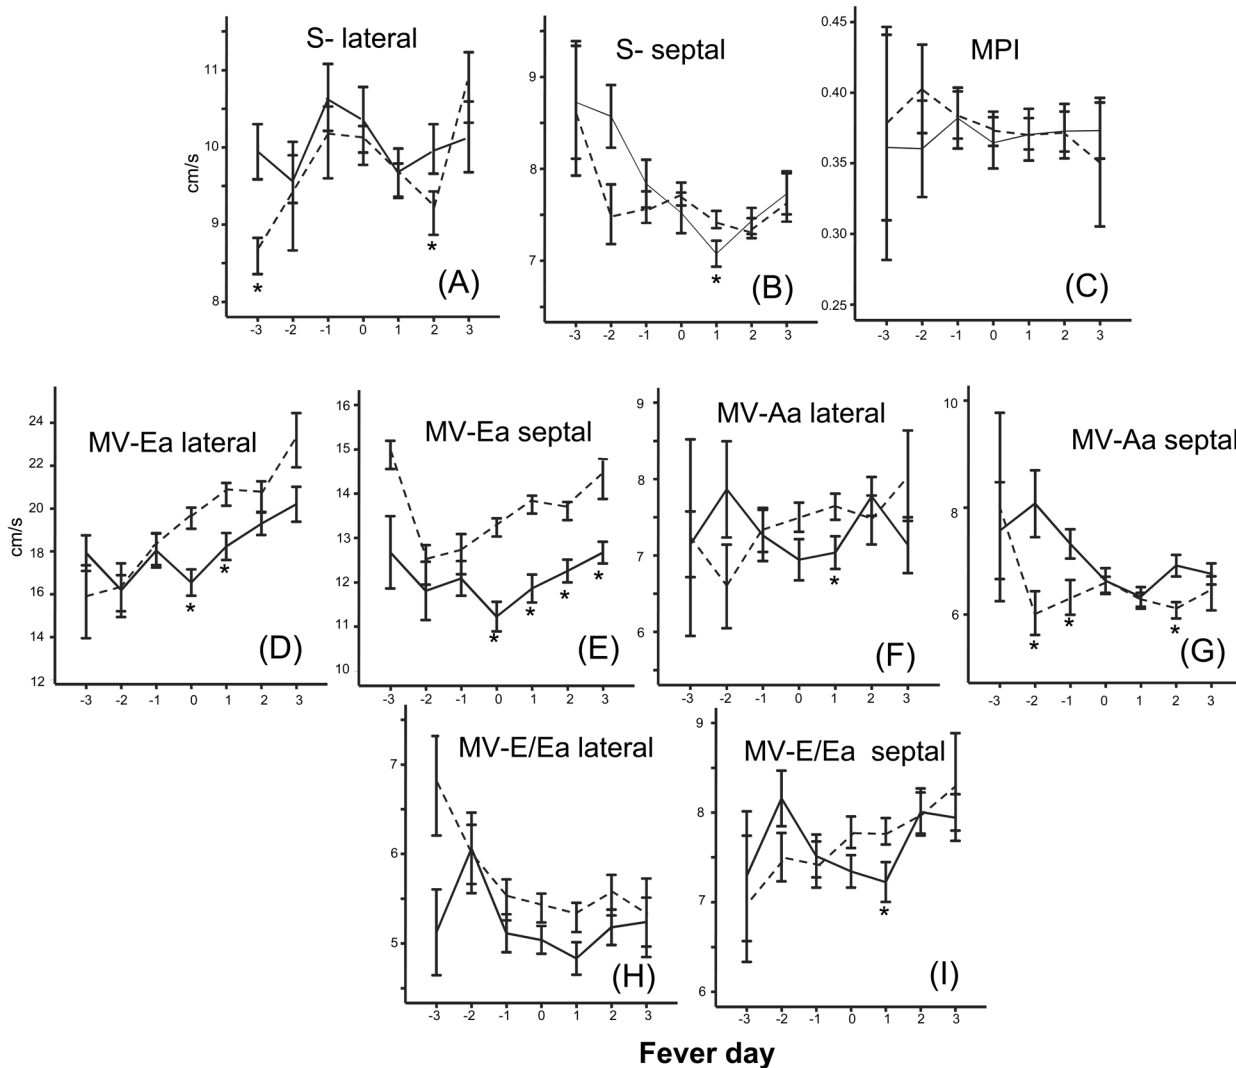 S- lateral
11
10
9
8
cm/s
*
*
(A)
-3 -2 -1 0 1 2 3
S- septal
9
8
7
*
(B)
-3 -2 -1 0 1 2 3
MPI
0.45
0.40
0.35
0.30
0.25
(C)
-3 -2 -1 0 1 2 3
MV-Ea lateral
24
22
20
18
16
14
12
cm/s
*
*
(D)
-3 -2 -1 0 1 2 3
MV-Ea septal
16
15
14
13
12
11
10
*
*
*
*
(E)
-3 -2 -1 0 1 2 3
MV-Aa lateral
9
8
7
6
*
(F)
-3 -2 -1 0 1 2 3
MV-Aa septal
10
8
6
*
*
*
(G)
-3 -2 -1 0 1 2 3
MV-E/Ea lateral
7
6
5
(H)
-3 -2 -1 0 1 2 3
MV-E/Ea septal
9
8
7
6
*
(I)
-3 -2 -1 0 1 2 3
Fever day